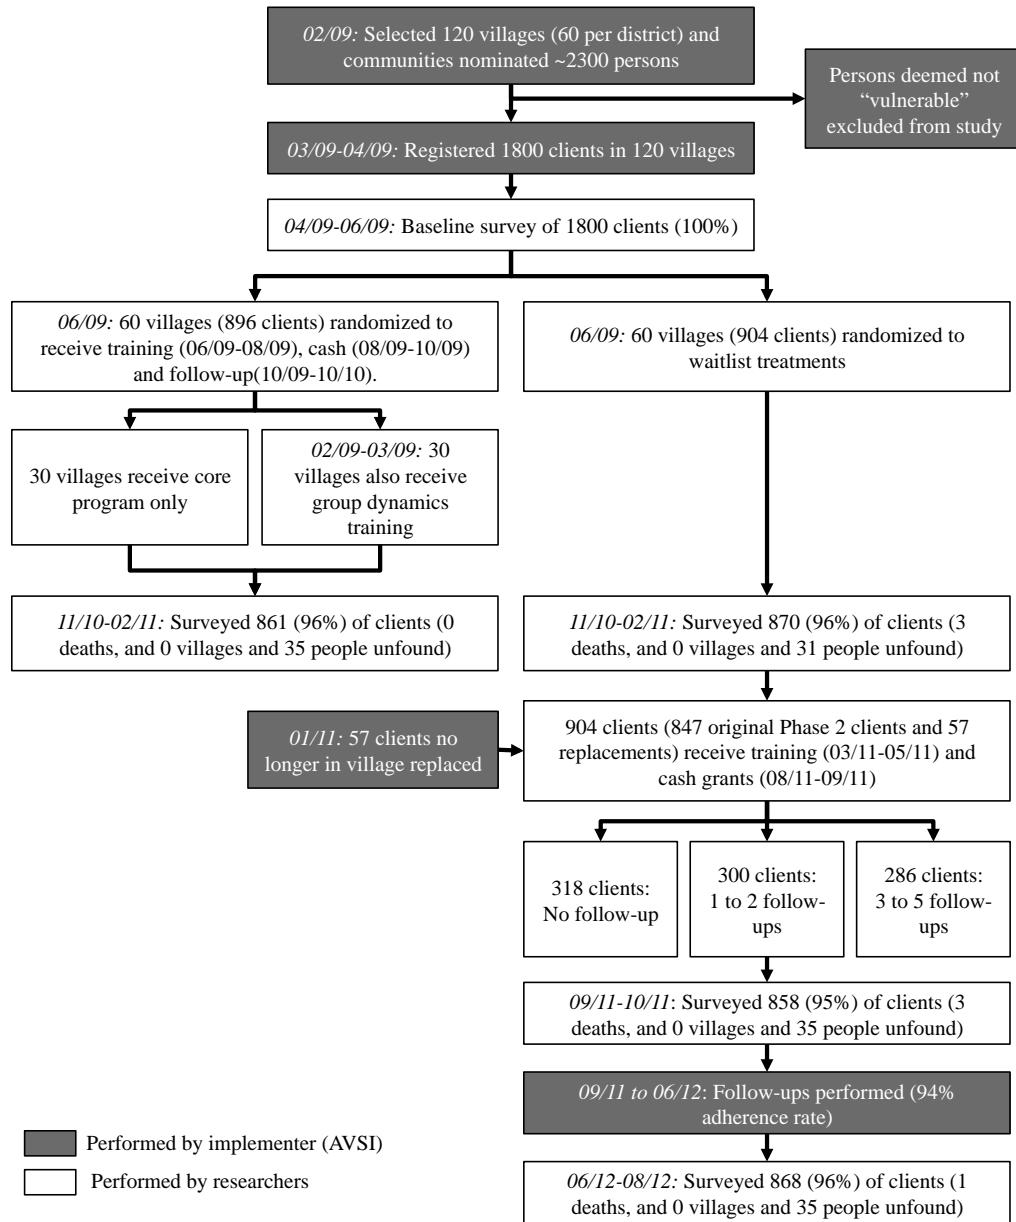 02/09: Selected 120 villages (60 per district) and
communities nominated ~2300 persons
Persons deemed not
“vulnerable”
excluded from study
03/09-04/09: Registered 1800 clients in 120 villages
04/09-06/09: Baseline survey of 1800 clients (100%)
06/09: 60 villages (896 clients) randomized to
receive training (06/09-08/09), cash (08/09-10/09)
and follow-up(10/09-10/10).
06/09: 60 villages (904 clients) randomized to
waitlist treatments
30 villages receive core
program only
02/09-03/09: 30
villages also receive
group dynamics
training
11/10-02/11: Surveyed 861 (96%) of clients (0
deaths, and 0 villages and 35 people unfound)
11/10-02/11: Surveyed 870 (96%) of clients (3
deaths, and 0 villages and 31 people unfound)
01/11: 57 clients no
longer in village replaced
904 clients (847 original Phase 2 clients and 57
replacements) receive training (03/11-05/11) and
cash grants (08/11-09/11)
318 clients:
No follow-up
300 clients:
1 to 2 follow-
ups
286 clients:
3 to 5 follow-
ups
09/11-10/11: Surveyed 858 (95%) of clients (3
deaths, and 0 villages and 35 people unfound)
09/11 to 06/12: Follow-ups performed (94%
adherence rate)
06/12-08/12: Surveyed 868 (96%) of clients (1
deaths, and 0 villages and 35 people unfound)
Performed by implementer (AVSI)
Performed by researchers